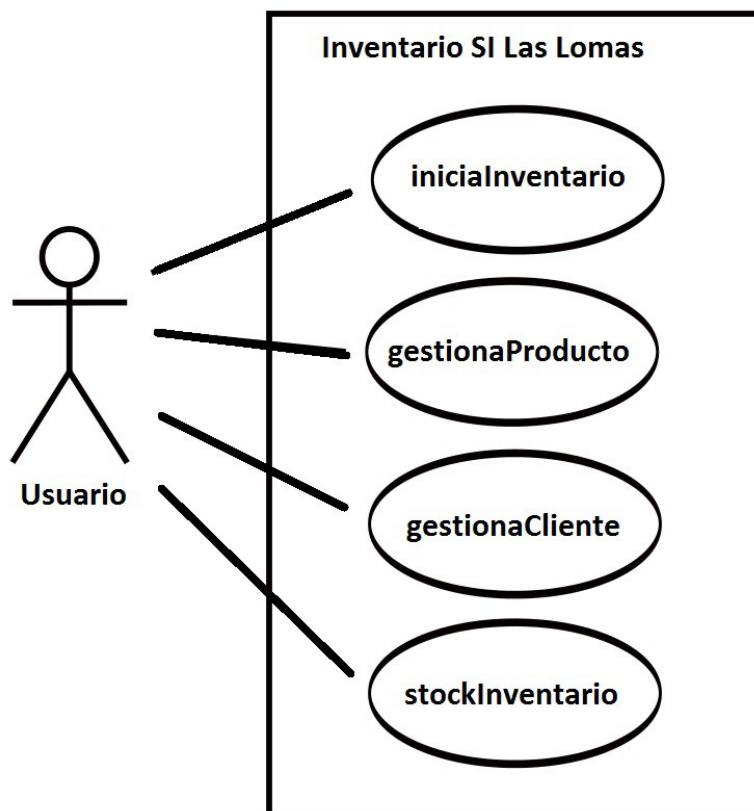 Inventario SI Las Lomas
iniciaInventario
gestionaProducto
gestionaCliente
Usuario
stockInventario